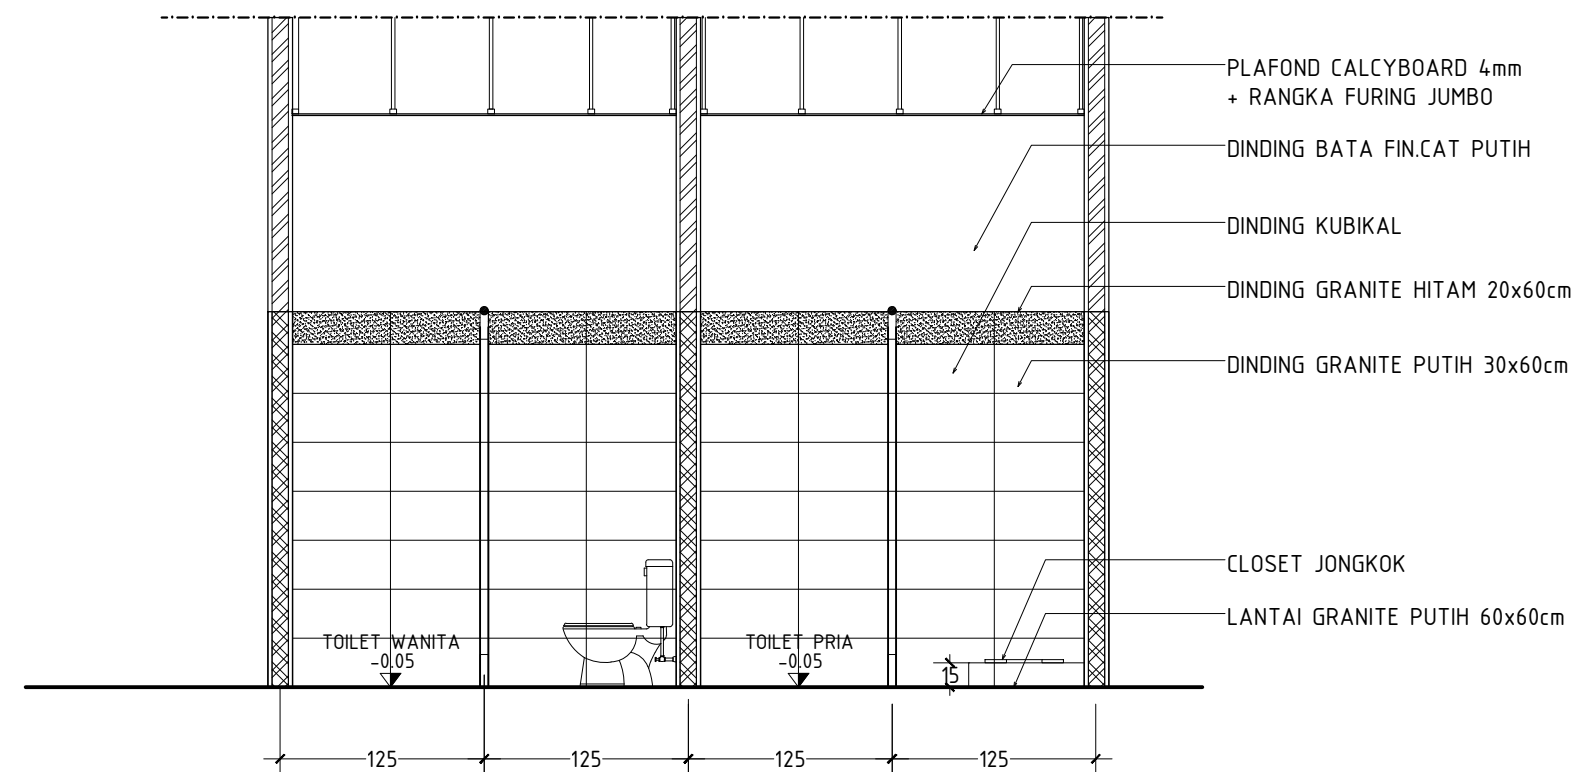 PLAFOND CALCYBOARD 4mm
+ RANGKA FURING JUMBO
DINDING BATA FIN.CAT PUTIH
DINDING KUBIKAL
DINDING GRANITE HITAM 20x60cm
DINDING GRANITE PUTIH 30x60cm
CLOSET JONGKOK
LANTAI GRANITE PUTIH 60x60cm
TOILET WANITA
-0.05
TOILET PRIA
-0.05
15
125
125
125
125